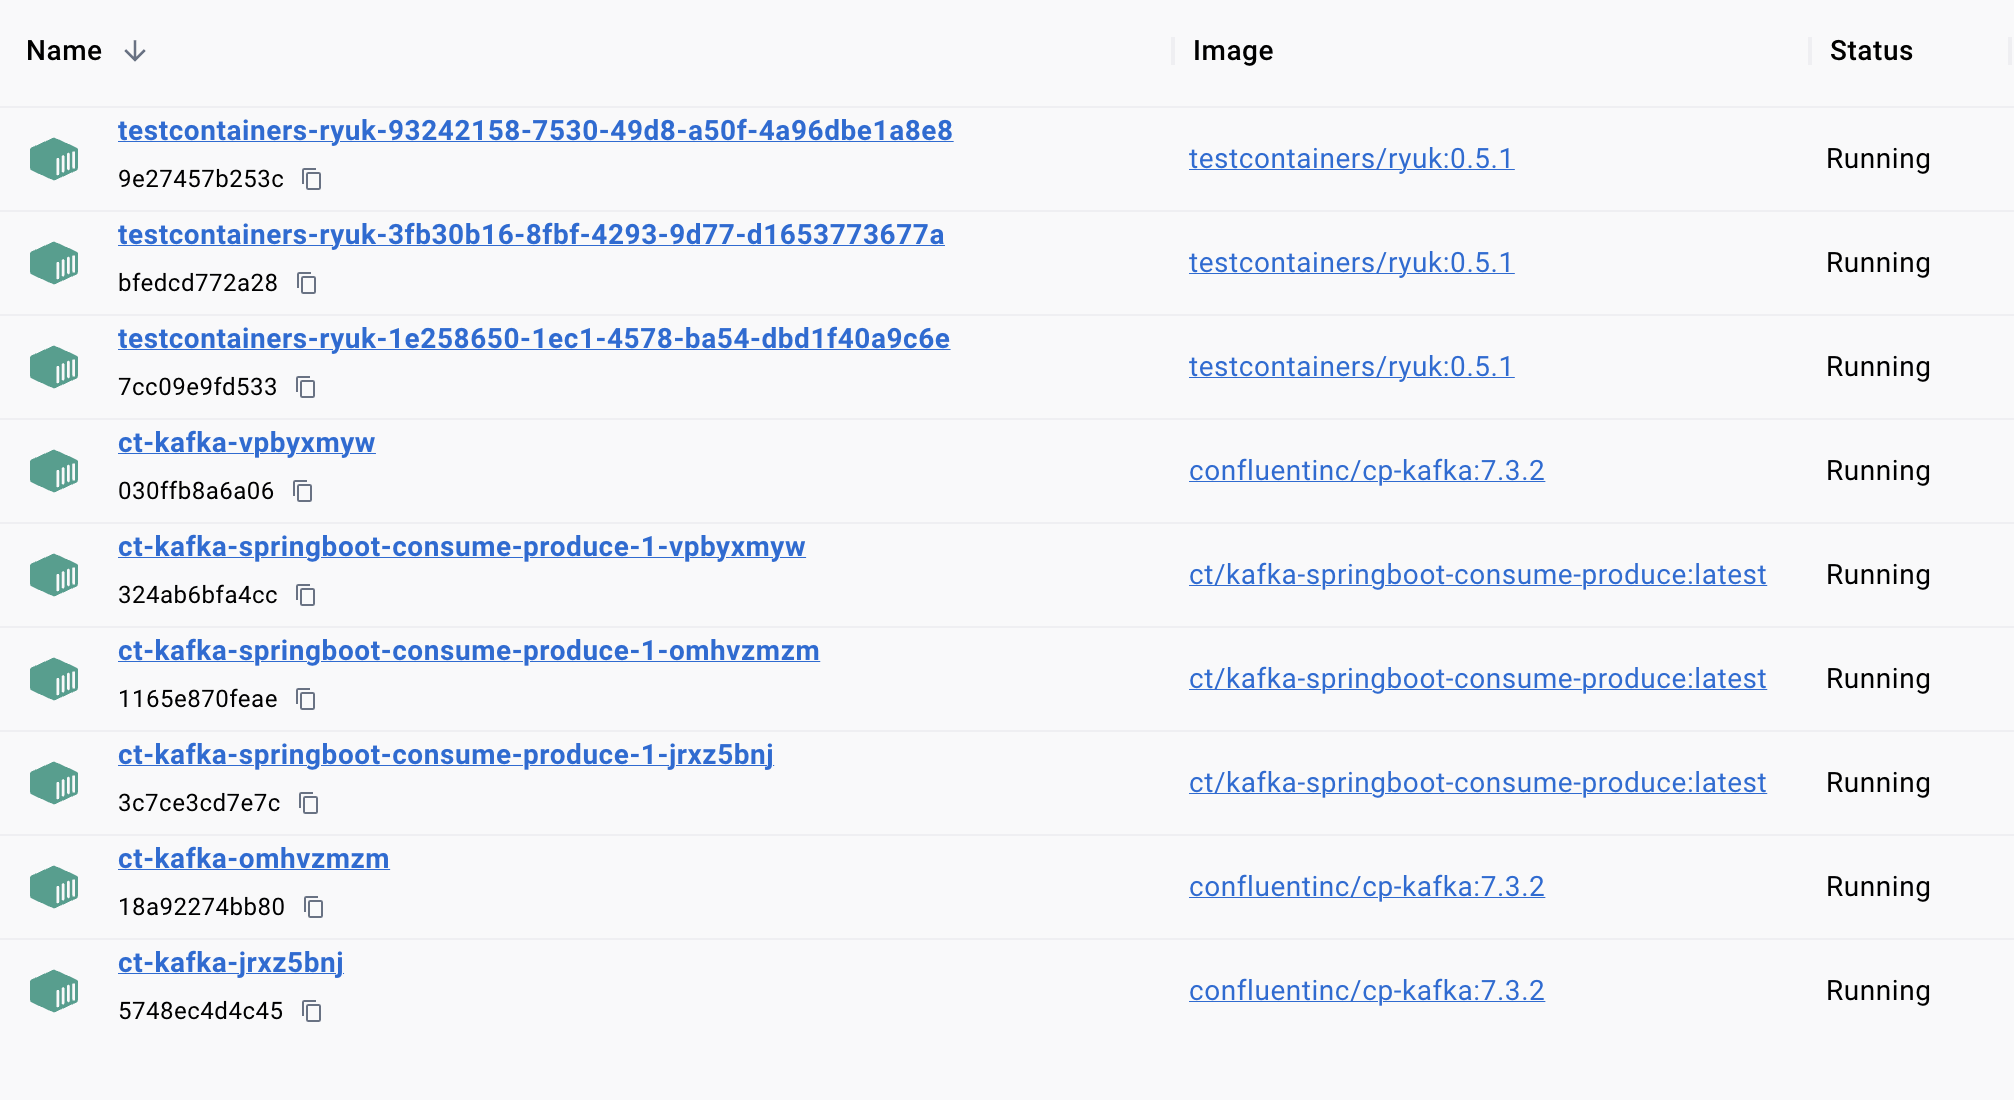 Name Image Status
testcontainers-ryuk-93242158-7530-49d8-a50f-4a96dbe1a8e8
9e27457b253c
testcontainers/ryuk:0.5.1 Running
testcontainers-ryuk-3fb30b16-8fbf-4293-9d77-d1653773677a
bfedcd772a28
testcontainers/ryuk:0.5.1 Running
testcontainers-ryuk-1e258650-1ec1-4578-ba54-dbd1f40a9c6e
7cc09e9fd533
testcontainers/ryuk:0.5.1 Running
ct-kafka-vpbyxmyw
030ffb8a6a06
confluentinc/cp-kafka:7.3.2 Running
ct-kafka-springboot-consume-produce-1-vpbyxmyw
324ab6bfa4cc
ct/kafka-springboot-consume-produce:latest Running
ct-kafka-springboot-consume-produce-1-omhvzmzm
1165e870feae
ct/kafka-springboot-consume-produce:latest Running
ct-kafka-springboot-consume-produce-1-jrxz5bnj
3c7ce3cd7e7c
ct/kafka-springboot-consume-produce:latest Running
ct-kafka-omhvzmzm
18a92274bb80
confluentinc/cp-kafka:7.3.2 Running
ct-kafka-jrxz5bnj
5748ec4d4c45
confluentinc/cp-kafka:7.3.2 Running